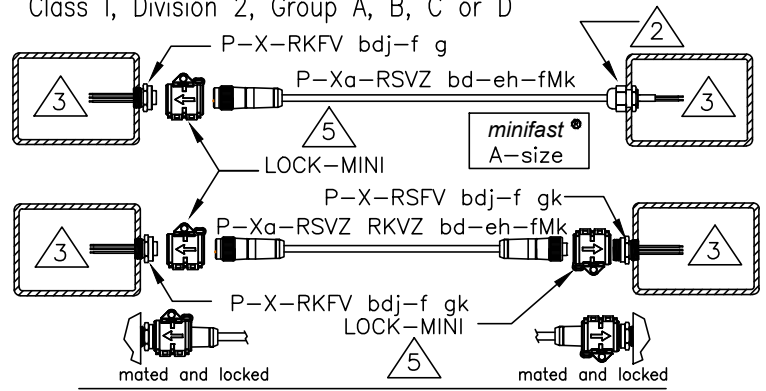 Class I, Division 2, Group A, B, C or D
P-X-RKFV bdj-f g
2
P-Xa-RSVZ bd-eh-fMk
3
3
5
minifast ®
A-size
LOCK-MINI
P-X-RSFV bdj-f gk
P-Xa-RSVZ RKVZ bd-eh-fMk
3
3
P-X-RKFV bdj-f gk
LOCK-MINI
5
mated and locked
mated and locked